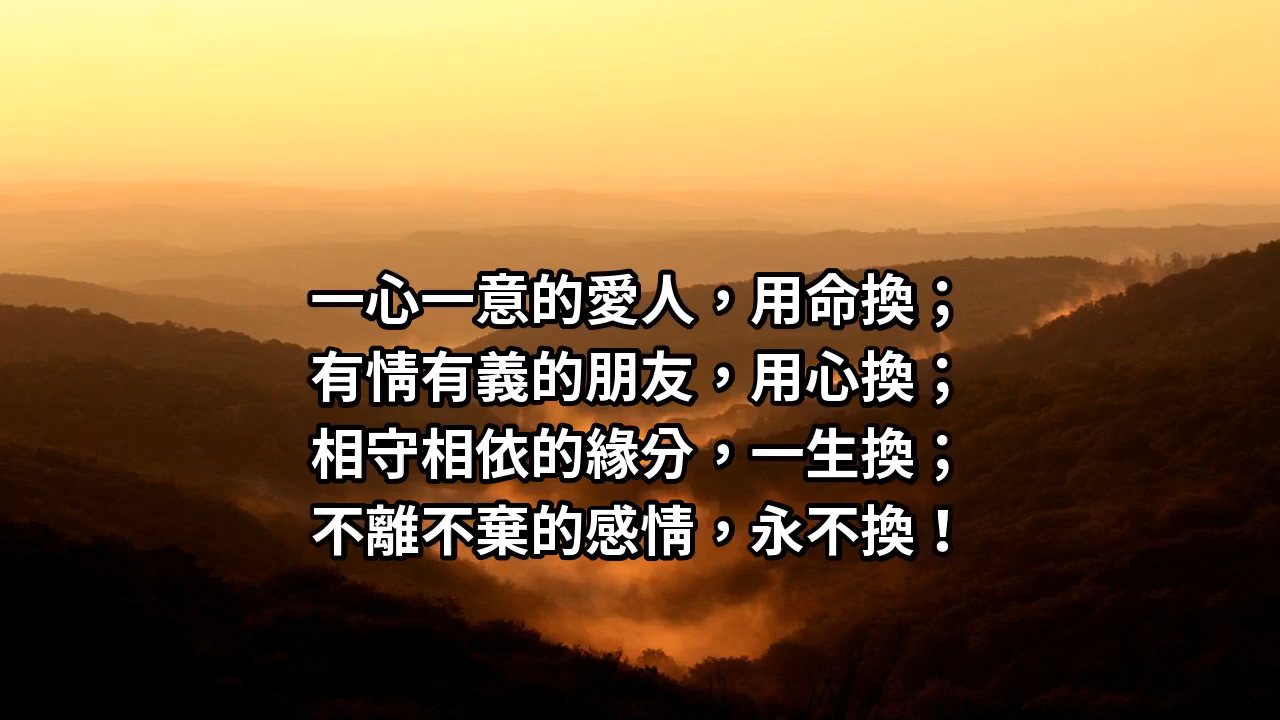 一心一意的愛人，用命換；
有情有義的朋友，用心換；
相守相依的緣分，一生換；
不離不棄的感情，永不換！